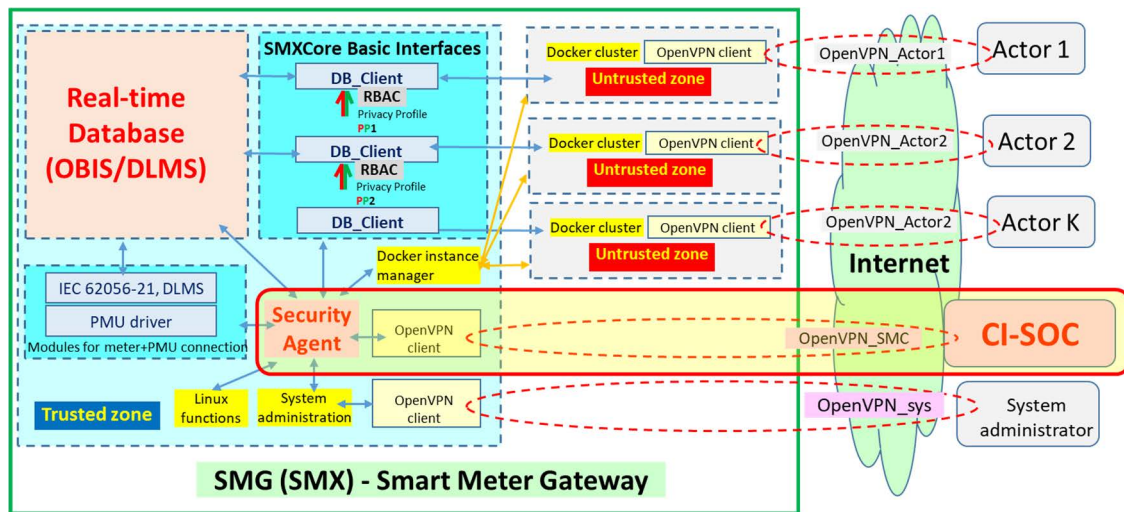 Real-time
Database
(OBIS/DLMS)
SMXCore Basic Interfaces
DB_Client
RBAC
Privacy Profile
PP1
DB_Client
RBAC
Privacy Profile
PP2
DB_Client
Docker cluster
OpenVPN client
Untrusted zone
OpenVPN_Actor1
Actor 1
Docker cluster
OpenVPN client
Untrusted zone
OpenVPN_Actor2
Actor 2
Docker cluster
OpenVPN client
Untrusted zone
OpenVPN_Actor2
Actor K
Internet
Docker instance
manager
IEC 62056-21, DLMS
PMU driver
Modules for meter+PMU connection
Security
Agent
OpenVPN
client
OpenVPN_SMC
CI-SOC
Trusted zone
Linux
functions
System
administration
OpenVPN
client
OpenVPN_sys
System
administrator
SMG (SMX) - Smart Meter Gateway